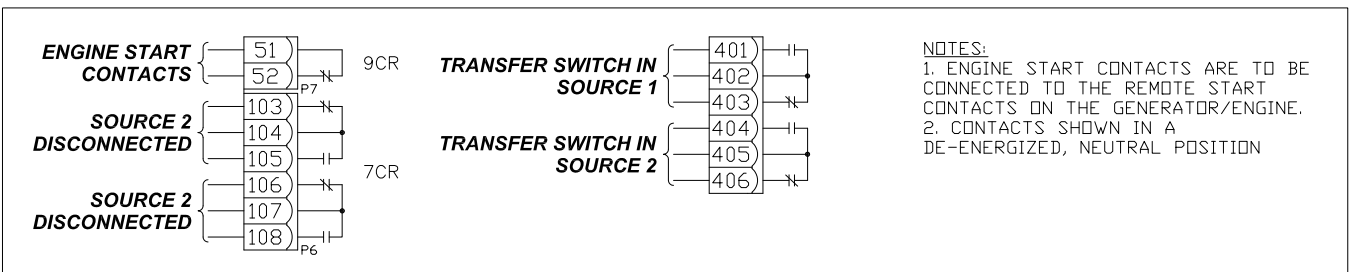 ENGINE START
CONTACTS
51
52
P7
9CR
SOURCE 2
DISCONNECTED
103
104
105
7CR
SOURCE 2
DISCONNECTED
106
107
108
P6
TRANSFER SWITCH IN
SOURCE 1
401
402
403
TRANSFER SWITCH IN
SOURCE 2
404
405
406
NOTES:
1. ENGINE START CONTACTS ARE TO BE
CONNECTED TO THE REMOTE START
CONTACTS ON THE GENERATOR/ENGINE.
2. CONTACTS SHOWN IN A
DE-ENERGIZED, NEUTRAL POSITION